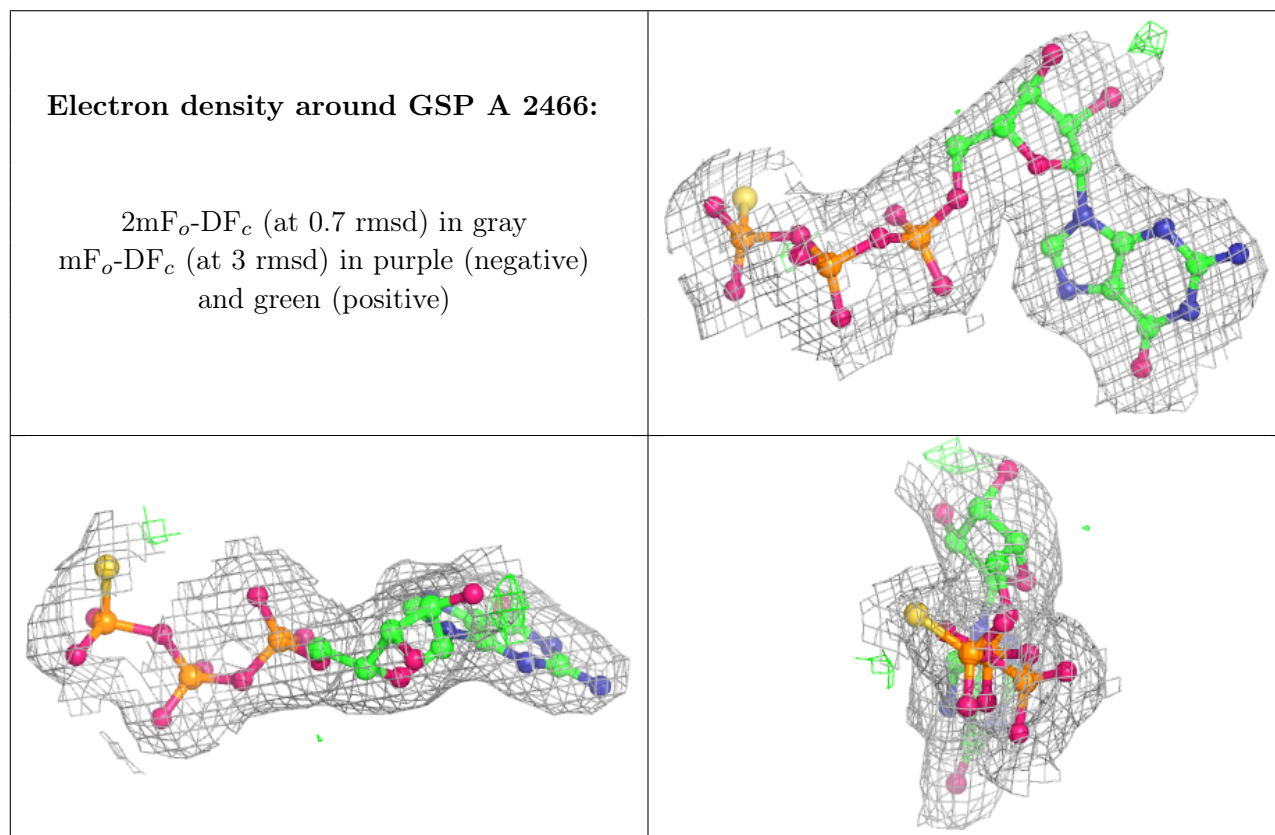 Electron density around GSP A 2466:
2mFo-DFc (at 0.7 rmsd) in gray
mFo-DFc (at 3 rmsd) in purple (negative)
and green (positive)